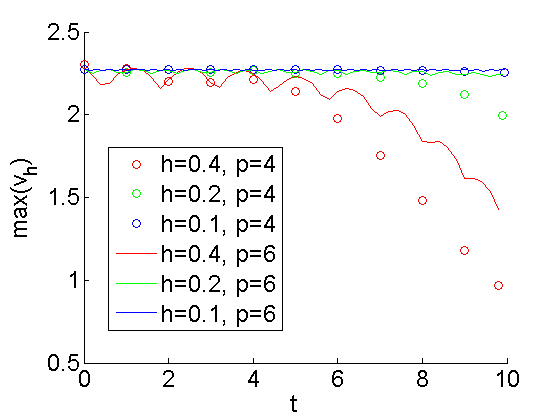 2.5
2
1.5
1
0.5
max(v_h)
h=0.4, p=4
h=0.2, p=4
h=0.1, p=4
h=0.4, p=6
h=0.2, p=6
h=0.1, p=6
0 2 4 6 8 10
t